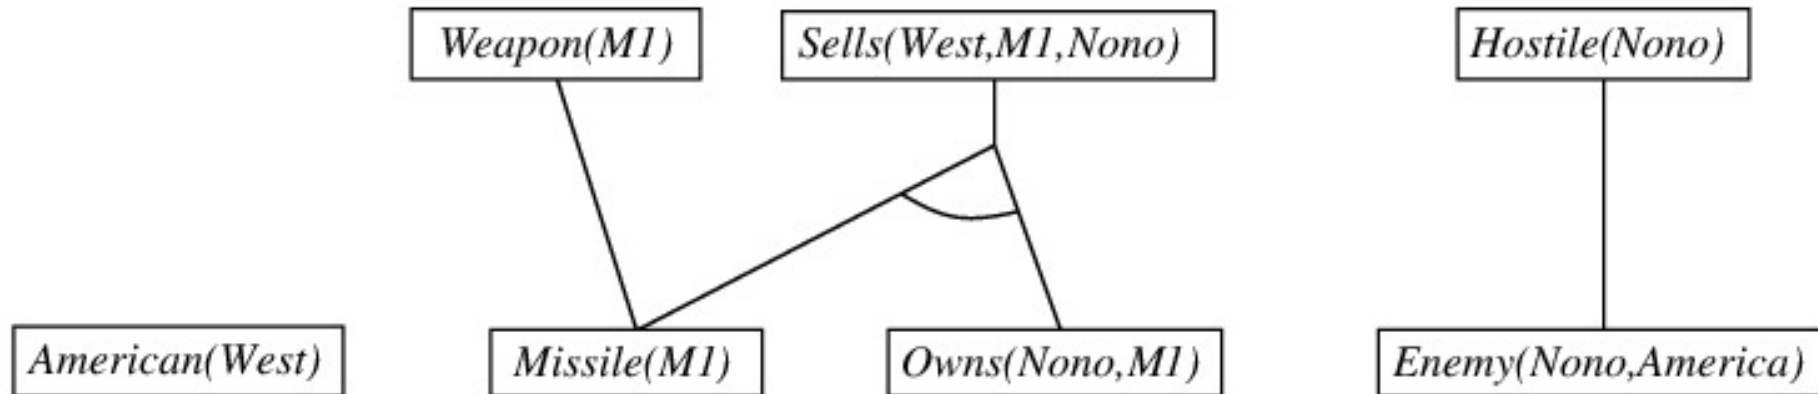 Weapon(M1)
Sells(West,M1,Nono)
Hostile(Nono)
American(West)
Missile(M1)
Owns(Nono,M1)
Enemy(Nono,America)